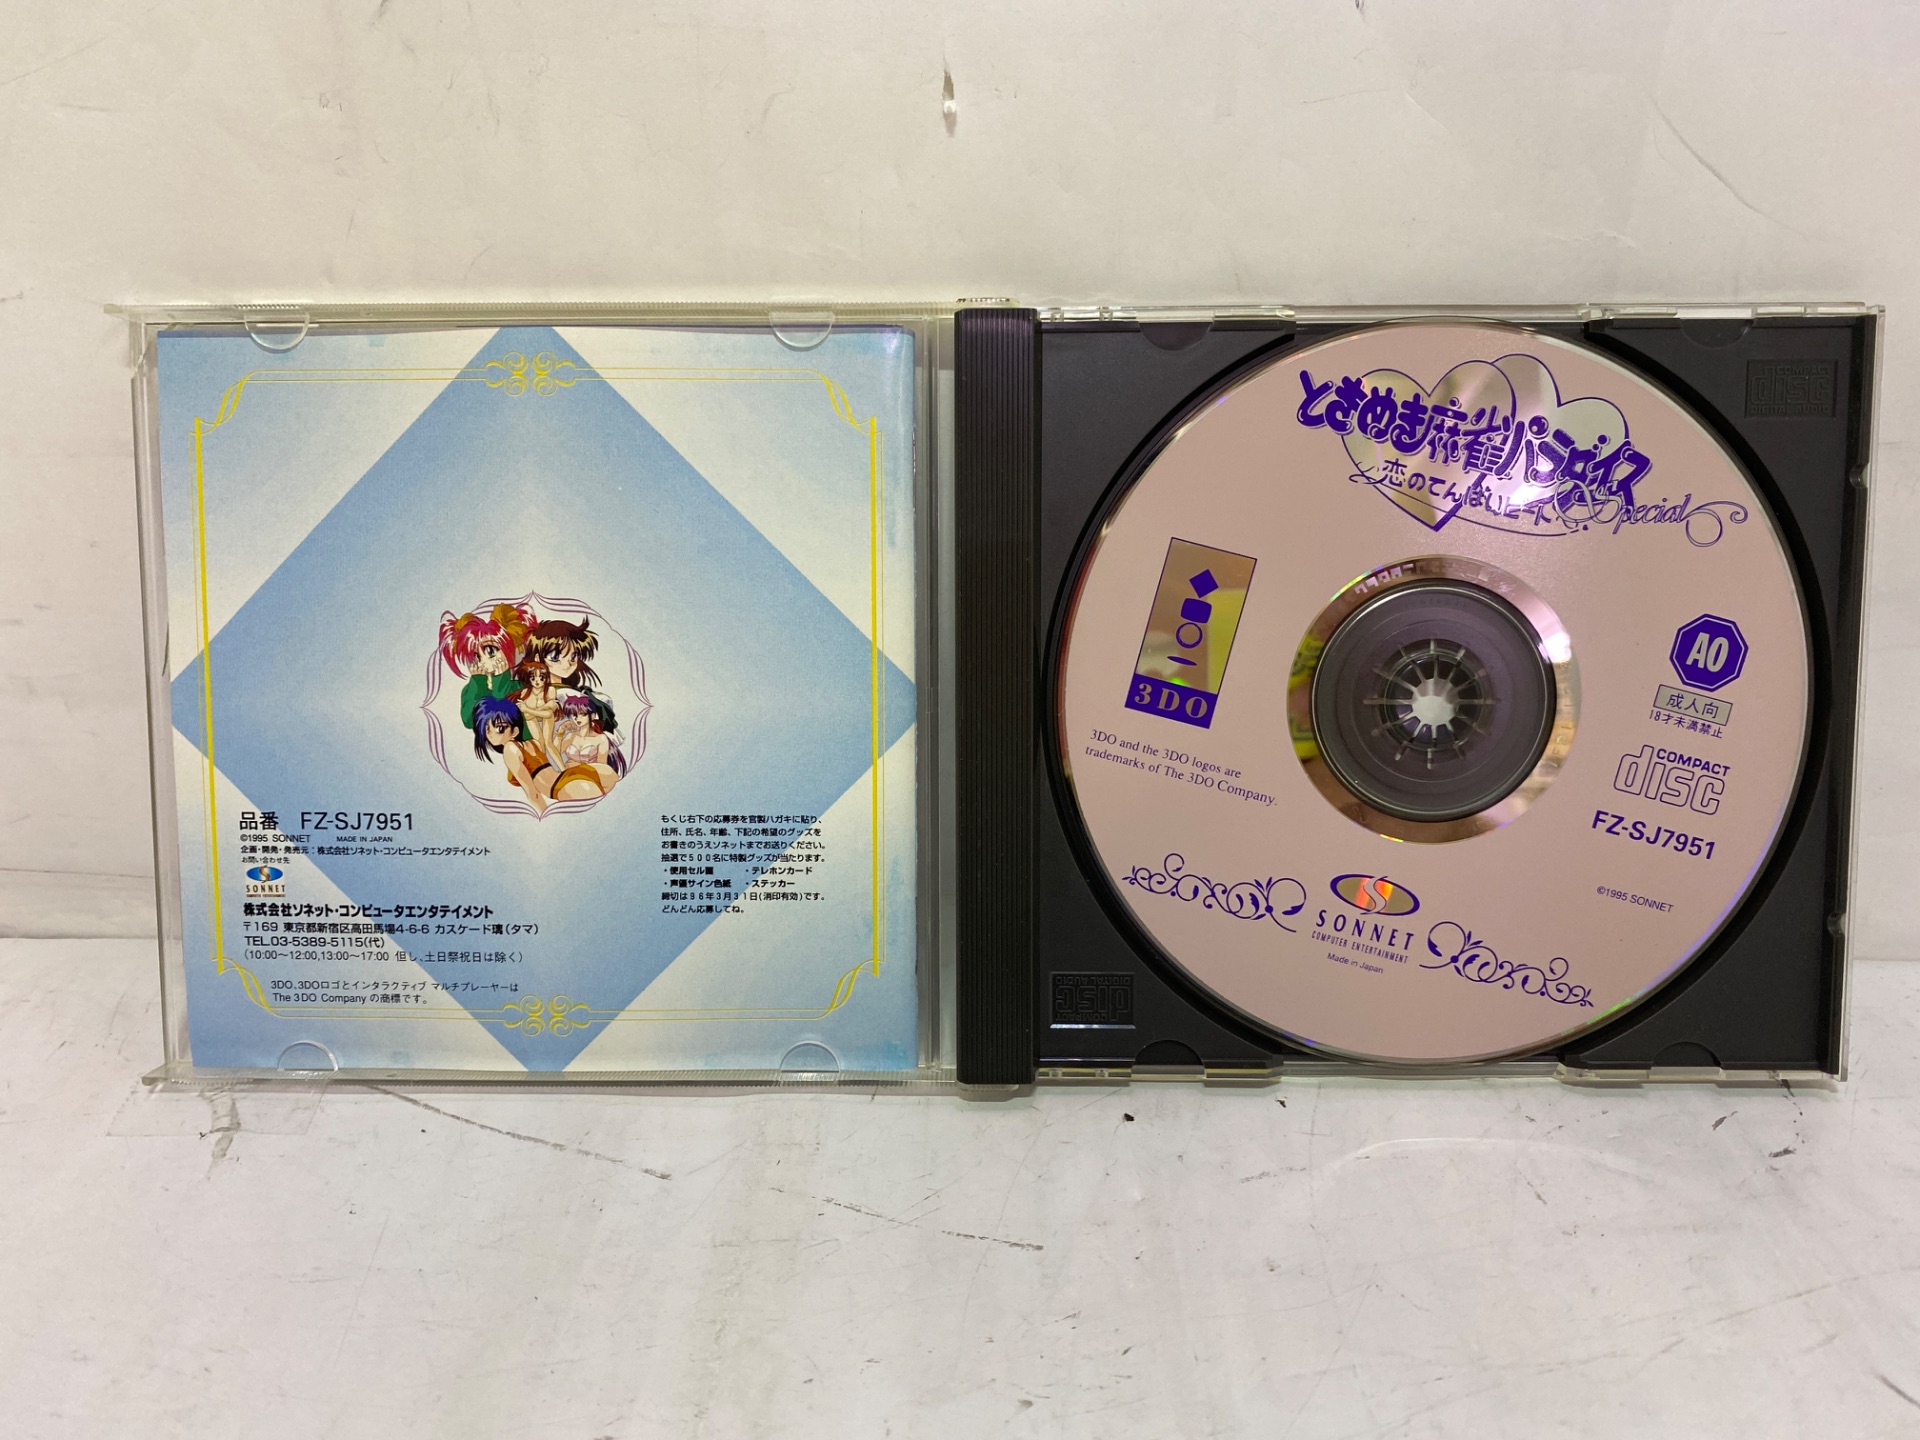 品番 FZ-SJ7951
©1995 SONNET MADE IN JAPAN
企画・開発・発売元：株式会社ソネット・コンピュータエンタテイメント
お問い合わせ先
SONNET
COMPUTER ENTERTAINMENT
株式会社ソネット・コンピュータエンタテイメント
〒169 東京都新宿区高田馬場4-6-6 カスケード璃(タマ)
TEL.03-5389-5115(代)
(10:00〜12:00,13:00〜17:00 但し、土日祭祝日は除く)
3DO、3DOロゴとインタラクティブ マルチプレーヤーは
The 3DO Company の商標です。
もくじ右下の応募券を官製ハガキに貼り、
住所、氏名、年齢、下記の希望のグッズを
お書きのうえソネットまでお送りください。
抽選で500名に特製グッズが当たります。
・使用セル画 ・テレホンカード
・声優サイン色紙 ・ステッカー
締切は96年3月31日(消印有効)です。
どんどん応募してね。
ときめき麻雀パラダイス
恋のてんぱいビート
Special
3DO
3DO and the 3DO logos are
trademarks of The 3DO Company.
AO
成人向
18才未満禁止
COMPACT
disc
FZ-SJ7951
©1995 SONNET
SONNET
COMPUTER ENTERTAINMENT
Made in Japan
COMPACT
disc
DIGITAL AUDIO
COMPACT
disc
DIGITAL AUDIO